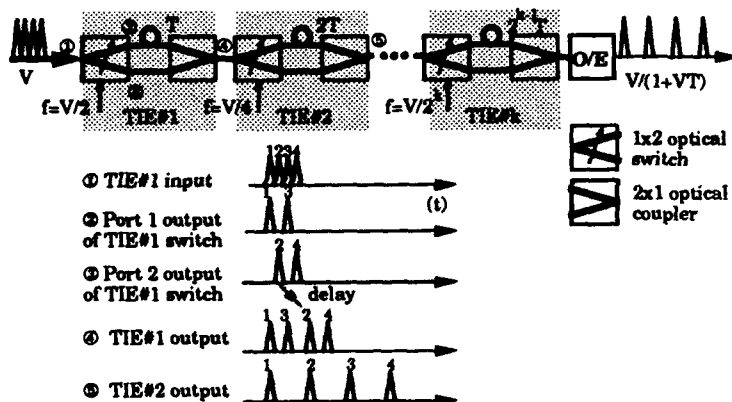 ③ T 2T 2^{k-1}T
① ④ ⑤ O/E
V V/(1+VT)
②
f=V/2 f=V/4 f=V/2^k
TIE#1 TIE#2 TIE#k
1x2 optical switch
2x1 optical coupler
1234
① TIE#1 input
(t)
1 3
② Port 1 output
of TIE#1 switch
2 4
③ Port 2 output
of TIE#1 switch
delay
1 3 2 4
④ TIE#1 output
1 2 3 4
⑤ TIE#2 output